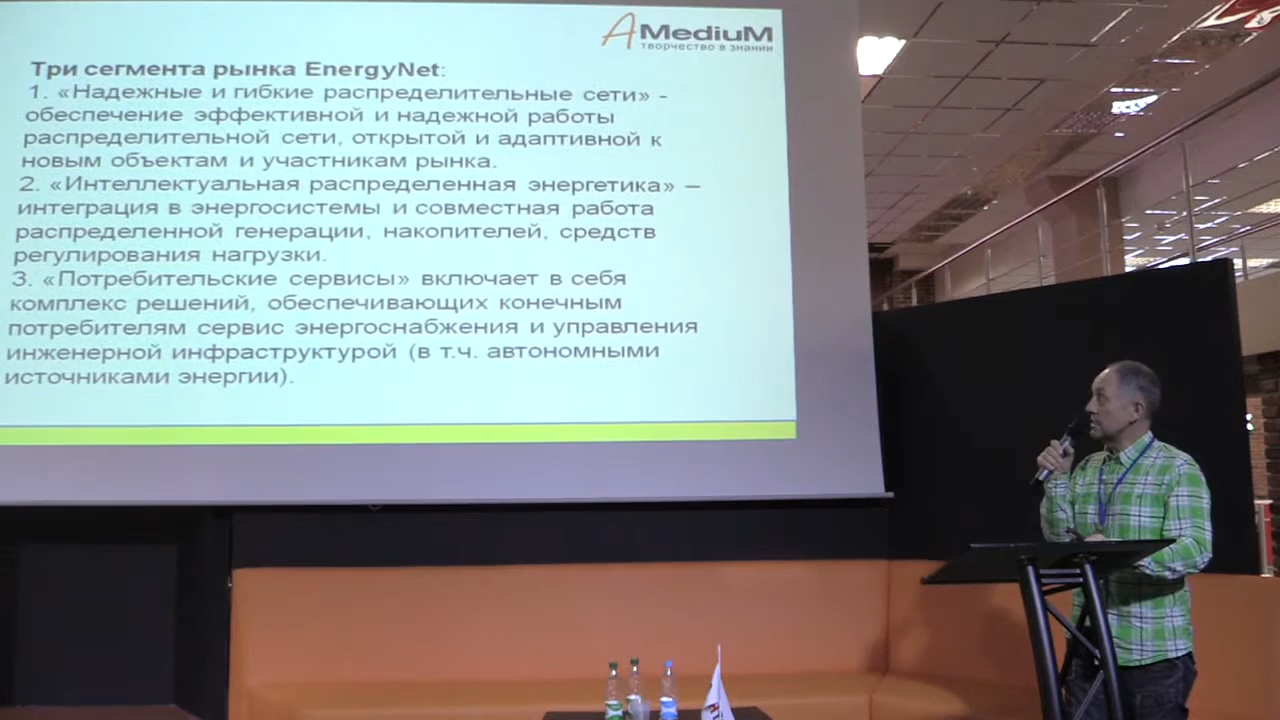 AMediuM
творчество в знании
Три сегмента рынка EnergyNet:
1. «Надежные и гибкие распределительные сети» -
обеспечение эффективной и надежной работы
распределительной сети, открытой и адаптивной к
новым объектам и участникам рынка.
2. «Интеллектуальная распределенная энергетика» –
интеграция в энергосистемы и совместная работа
распределенной генерации, накопителей, средств
регулирования нагрузки.
3. «Потребительские сервисы» включает в себя
комплекс решений, обеспечивающих конечным
потребителям сервис энергоснабжения и управления
инженерной инфраструктурой (в т.ч. автономными
источниками энергии).